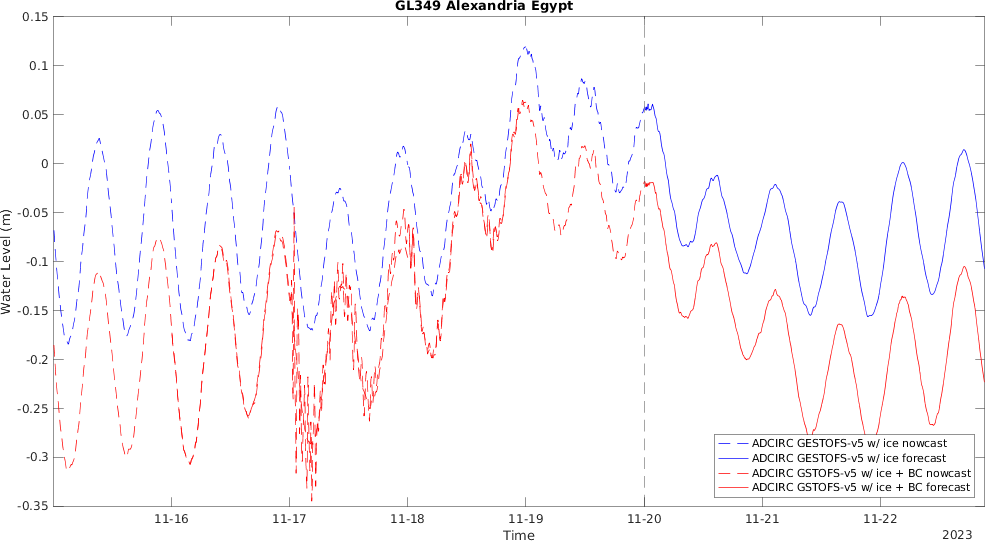 GL349 Alexandria Egypt
0.15
0.1
0.05
0
-0.05
-0.1
-0.15
-0.2
-0.25
-0.3
-0.35
Water Level (m)
ADCIRC GESTOFS-v5 w/ ice nowcast
ADCIRC GESTOFS-v5 w/ ice forecast
ADCIRC GSTOFS-v5 w/ ice + BC nowcast
ADCIRC GSTOFS-v5 w/ ice + BC forecast
11-16 11-17 11-18 11-19 11-20 11-21 11-22
Time
2023